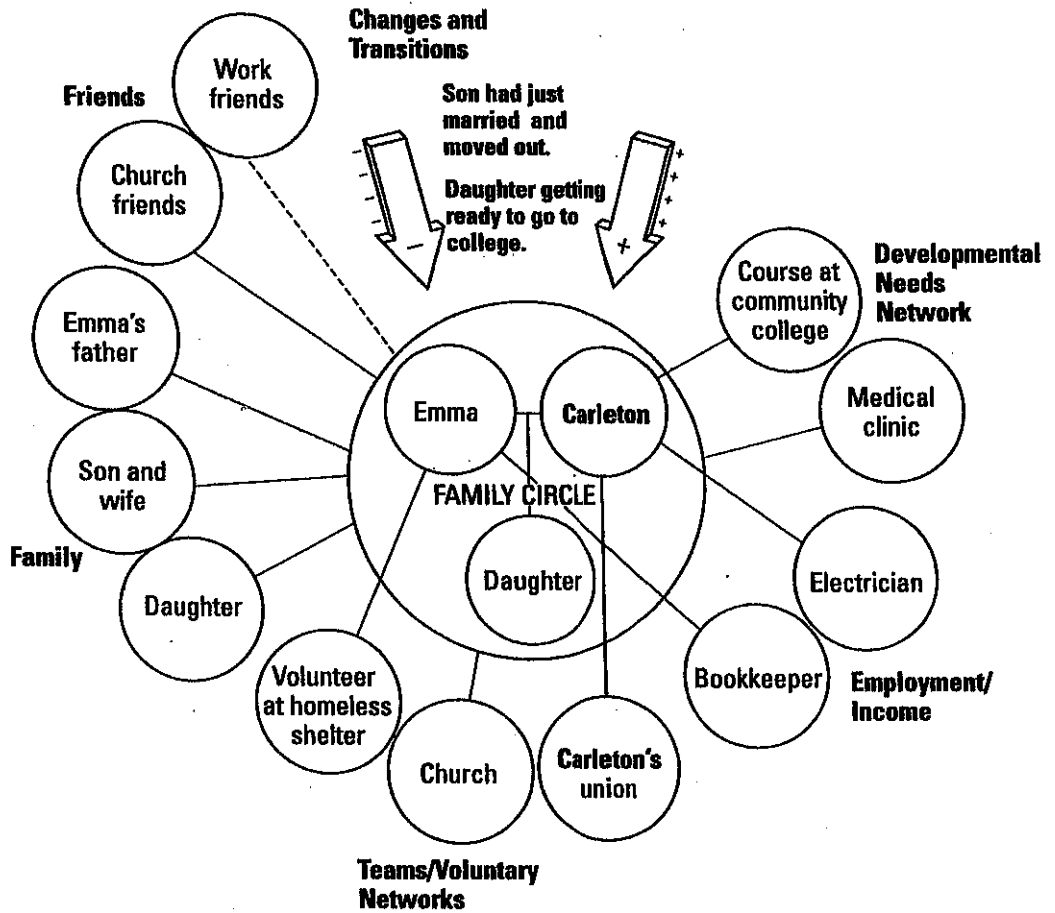 Changes and
Transitions
Work
friends
Friends
Son had just
married and
moved out.
Daughter getting
ready to go to
college.
Church
friends
Course at
community
college
Developmental
Needs
Network
Emma's
father
Emma
Carleton
Medical
clinic
Son and
wife
FAMILY CIRCLE
Family
Daughter
Daughter
Electrician
Volunteer
at homeless
shelter
Bookkeeper
Employment/
Income
Church
Carleton's
union
Teams/Voluntary
Networks